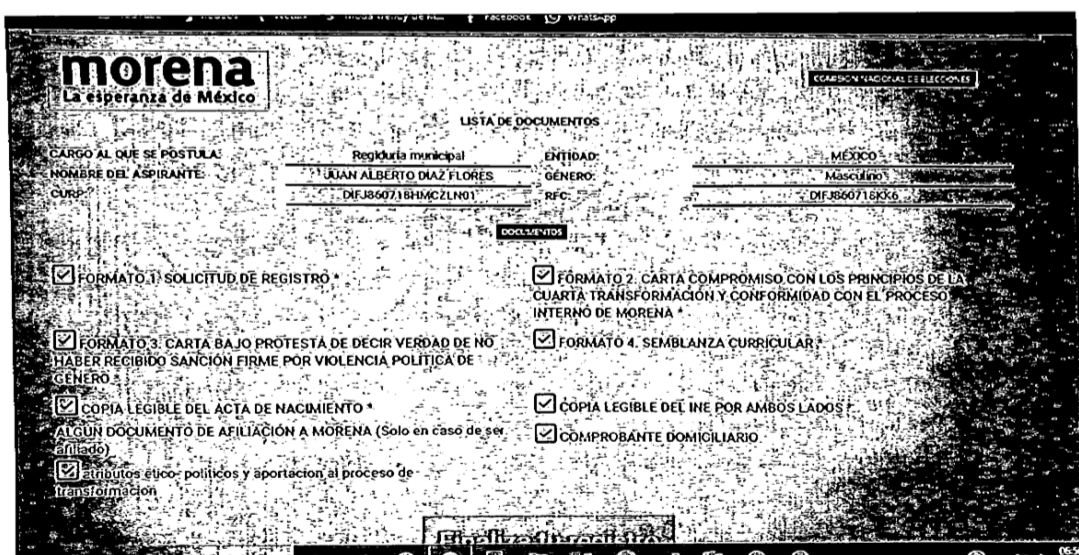 Facebook WhatsApp
morena
La esperanza de México
COMISION NACIONAL DE ELECCIONES
LISTA DE DOCUMENTOS
CARGO AL QUE SE POSTULA: Regiduría municipal ENTIDAD: MÉXICO
NOMBRE DEL ASPIRANTE: JUAN ALBERTO DIAZ FLORES GÉNERO: Masculino
CURP: DIFJ860716HMCZLN01 RFC: DIFJ860716KK6
DOCUMENTOS
FORMATO 1. SOLICITUD DE REGISTRO *
FORMATO 2. CARTA COMPROMISO CON LOS PRINCIPIOS DE LA
CUARTA TRANSFORMACIÓN Y CONFORMIDAD CON EL PROCESO
INTERNO DE MORENA *
FORMATO 3. CARTA BAJO PROTESTA DE DECIR VERDAD DE NO
HABER RECIBIDO SANCIÓN FIRME POR VIOLENCIA POLÍTICA DE
GÉNERO *
FORMATO 4. SEMBLANZA CURRICULAR *
COPIA LEGIBLE DEL ACTA DE NACIMIENTO *
COPIA LEGIBLE DEL INE POR AMBOS LADOS *
ALGÚN DOCUMENTO DE AFILIACIÓN A MORENA (Solo en caso de ser
afiliado)
COMPROBANTE DOMICILIARIO
atributos ético- políticos y aportacion al proceso de
transformación